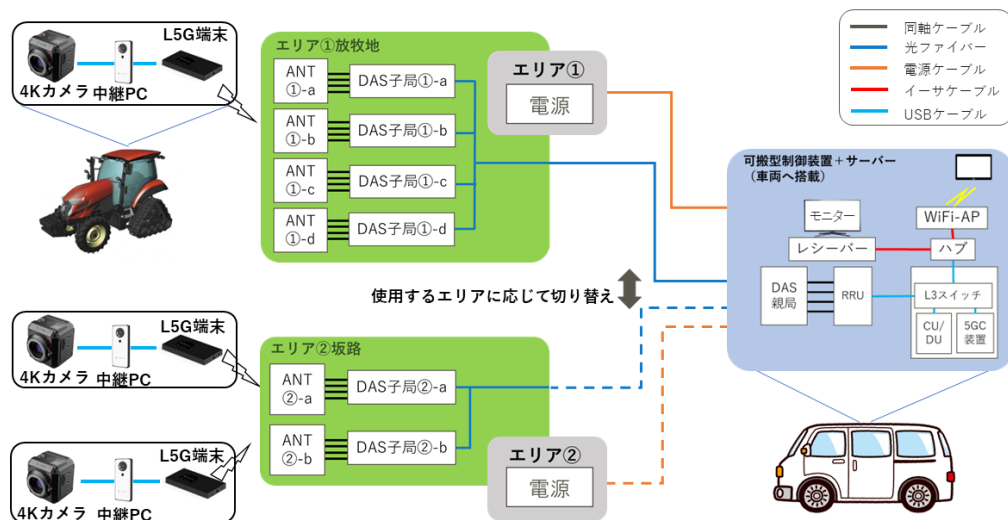 同軸ケーブル
光ファイバー
電源ケーブル
イーサケーブル
USBケーブル
L5G端末
4Kカメラ
中継PC
エリア①放牧地
ANT
①-a
DAS子局①-a
ANT
①-b
DAS子局①-b
ANT
①-c
DAS子局①-c
ANT
①-d
DAS子局①-d
エリア①
電源
使用するエリアに応じて切り替え
可搬型制御装置+サーバー
(車両へ搭載)
モニター
レシーバー
WiFi-AP
ハブ
DAS
親局
RRU
L3スイッチ
CU/
DU
5GC
装置
L5G端末
4Kカメラ
中継PC
エリア②坂路
ANT
②-a
DAS子局②-a
ANT
②-b
DAS子局②-b
エリア②
電源
L5G端末
4Kカメラ
中継PC